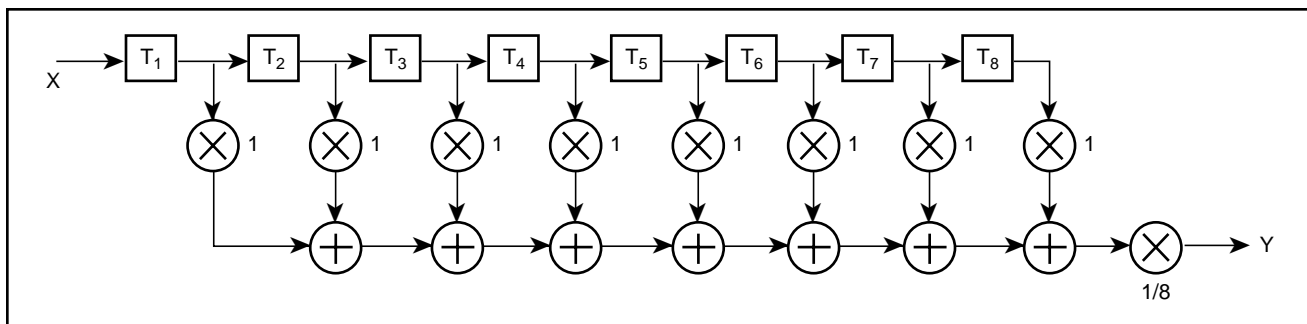 X T₁ T₂ T₃ T₄ T₅ T₆ T₇ T₈
1 1 1 1 1 1 1 1
Y
1/8